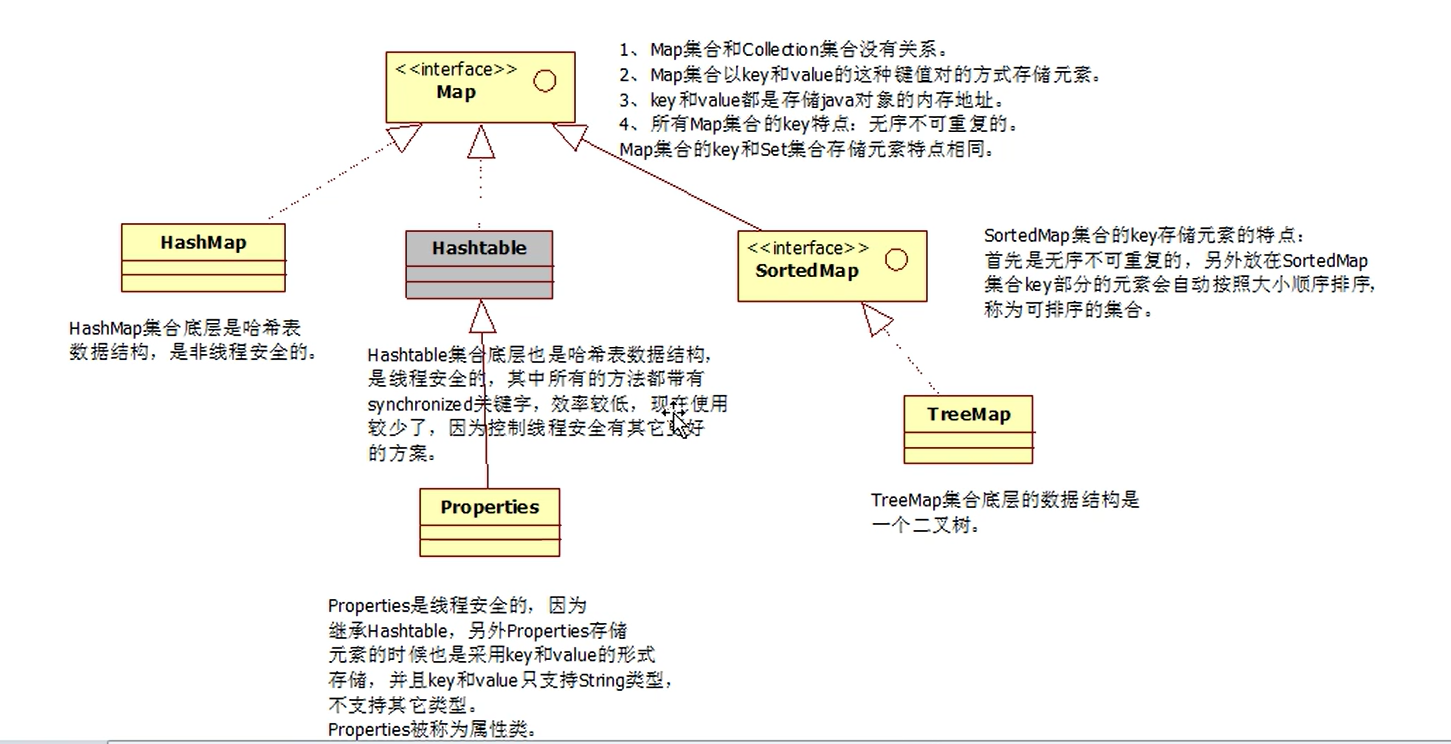 <<interface>>
Map
1、Map集合和Collection集合没有关系。
2、Map集合以key和value的这种键值对的方式存储元素。
3、key和value都是存储java对象的内存地址。
4、所有Map集合的key特点：无序不可重复的。
Map集合的key和Set集合存储元素特点相同。
HashMap
HashMap集合底层是哈希表
数据结构，是非线程安全的。
Hashtable
Hashtable集合底层也是哈希表数据结构，
是线程安全的，其中所有的方法都带有
synchronized关键字，效率较低，现在使用
较少了，因为控制线程安全有其它更好
的方案。
<<interface>>
SortedMap
SortedMap集合的key存储元素的特点：
首先是无序不可重复的，另外放在SortedMap
集合key部分的元素会自动按照大小顺序排序，
称为可排序的集合。
TreeMap
TreeMap集合底层的数据结构是
一个二叉树。
Properties
Properties是线程安全的，因为
继承Hashtable，另外Properties存储
元素的时候也是采用key和value的形式
存储，并且key和value只支持String类型，
不支持其它类型。
Properties被称为属性类。